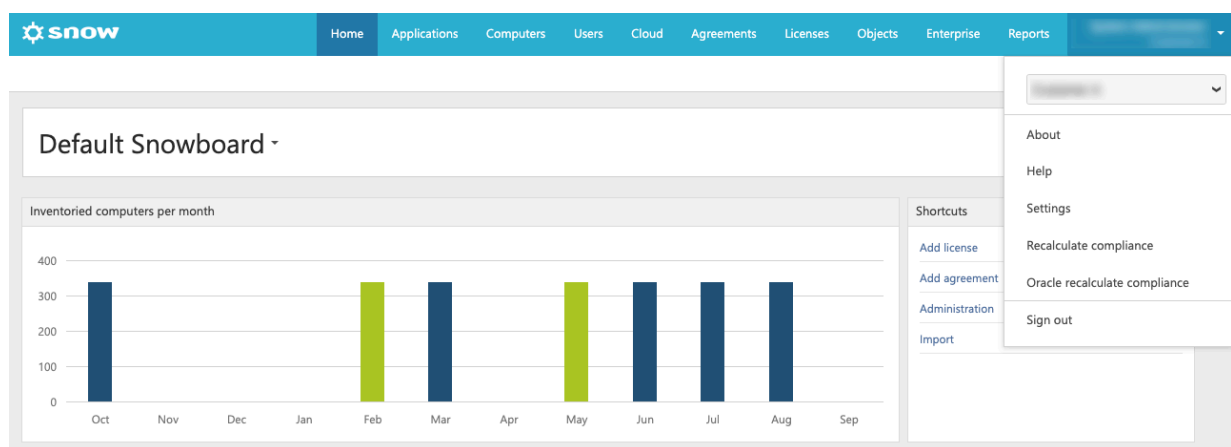 snow
Home Applications Computers Users Cloud Agreements Licenses Objects Enterprise Reports
About
Help
Settings
Recalculate compliance
Oracle recalculate compliance
Sign out
Default Snowboard
Inventoried computers per month
400
300
200
100
0
Oct Nov Dec Jan Feb Mar Apr May Jun Jul Aug Sep
Shortcuts
Add license
Add agreement
Administration
Import